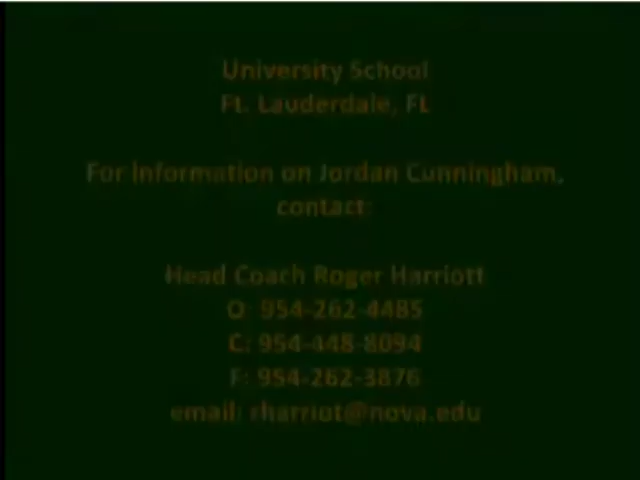 University School
Ft. Lauderdale, FL
For information on Jordan Cunningham,
contact:
Head Coach Roger Harriott
O: 954-262-4485
C: 954-448-8094
F: 954-262-3876
email: rharriot@nova.edu